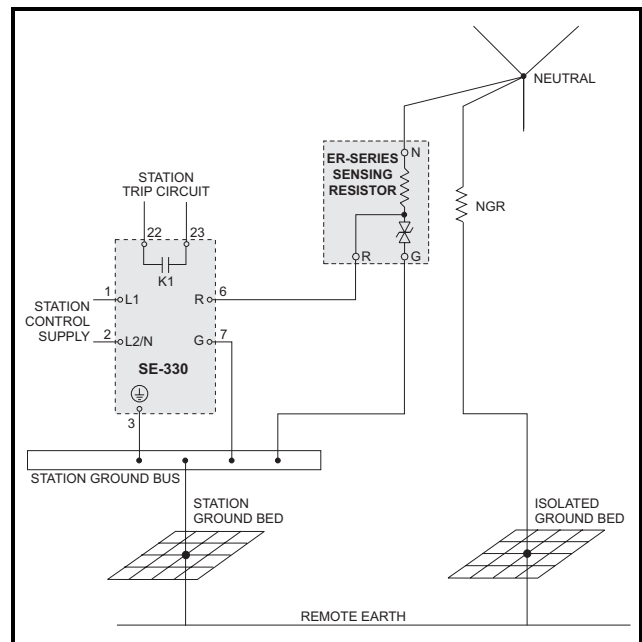 NEUTRAL
ER-SERIES
SENSING
RESISTOR
N
R
G
NGR
STATION
TRIP CIRCUIT
22
23
K1
1
L1
R
6
STATION
CONTROL
SUPPLY
2
L2/N
G
7
SE-330
3
STATION GROUND BUS
STATION
GROUND BED
ISOLATED
GROUND BED
REMOTE EARTH